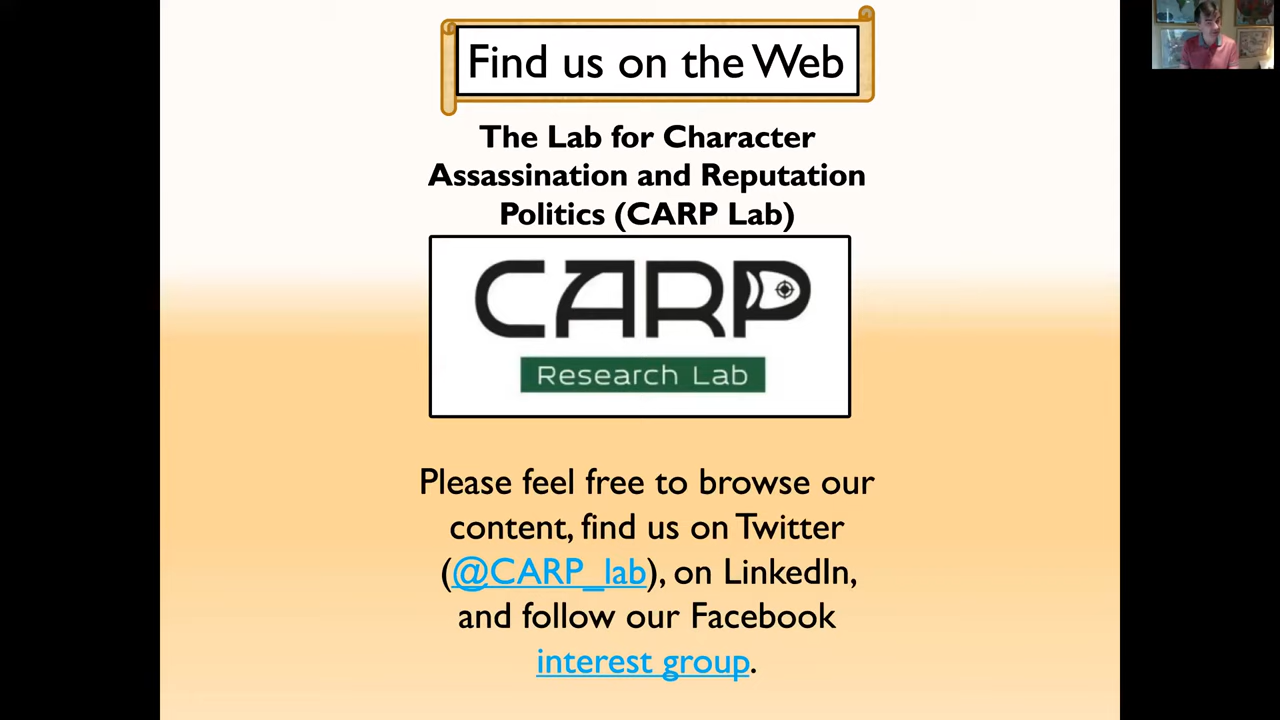 Find us on the Web
The Lab for Character
Assassination and Reputation
Politics (CARP Lab)
CARP
Research Lab
Please feel free to browse our
content, find us on Twitter
(@CARP_lab), on LinkedIn,
and follow our Facebook
interest group.